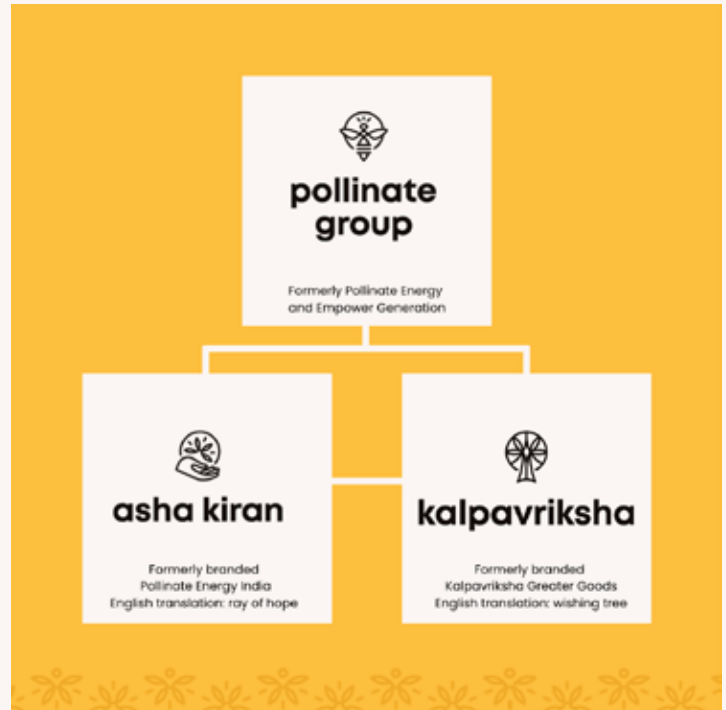 pollinate
group
Formerly Pollinate Energy
and Empower Generation
asha kiran
Formerly branded
Pollinate Energy India
English translation: ray of hope
kalpavriksha
Formerly branded
Kalpavriksha Greater Goods
English translation: wishing tree